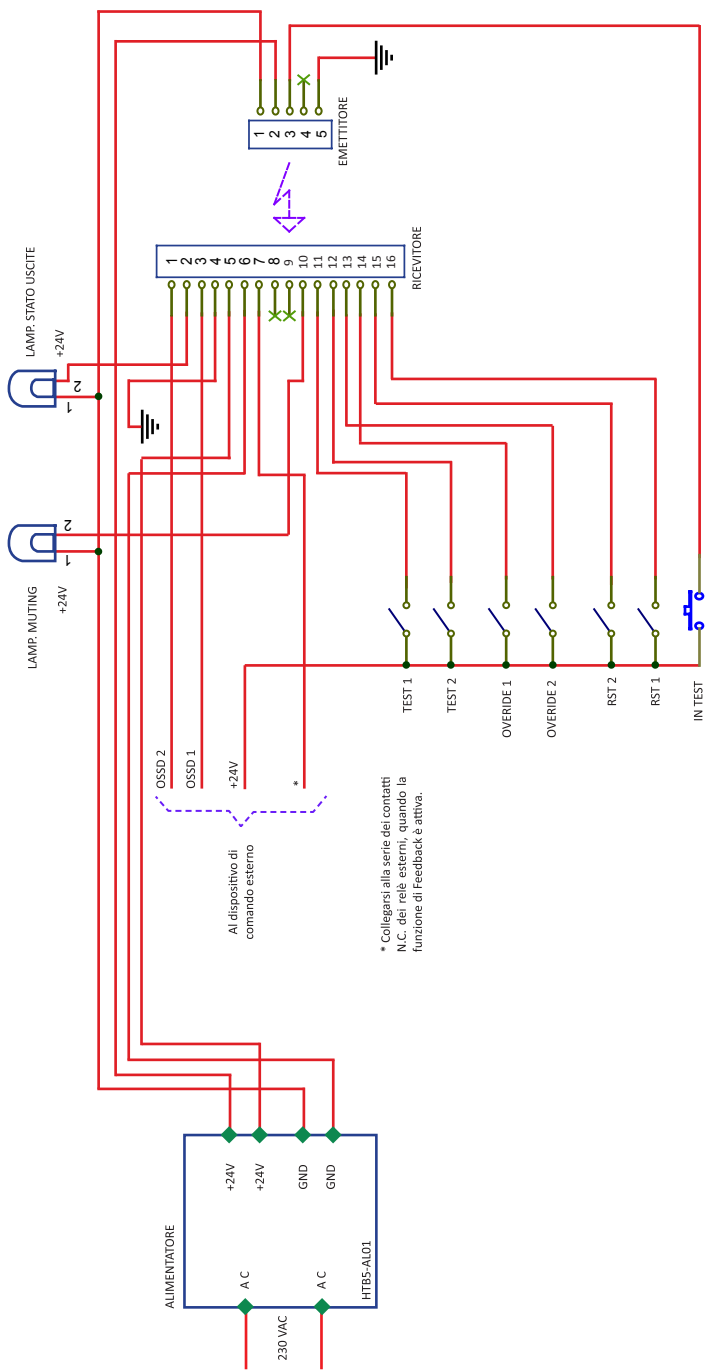 LAMP. MUTING
+24V
1
2
LAMP. STATO USCITE
+24V
1
2
1
2
3
4
5
EMETTITORE
1
2
3
4
5
6
7
8
9
10
11
12
13
14
15
16
RICEVITORE
OSSD 2
OSSD 1
+24V
*
Al dispositivo di
comando esterno
* Collegarsi alla serie dei contatti
N.C. dei relè esterni, quando la
funzione di Feedback è attiva.
TEST 1
TEST 2
OVERIDE 1
OVERIDE 2
RST 2
RST 1
IN TEST
ALIMENTATORE
230 VAC
A C
A C
+24V
+24V
GND
GND
HTB5-AL01